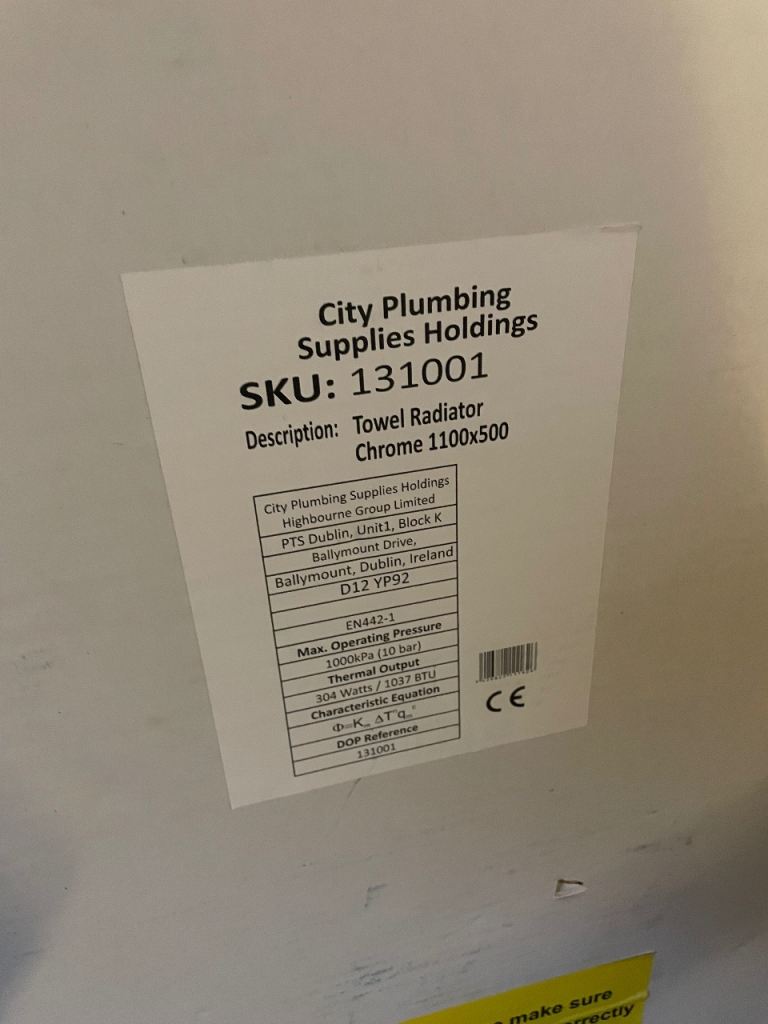 City Plumbing
Supplies Holdings
SKU: 131001
Description: Towel Radiator
Chrome 1100x500
City Plumbing Supplies Holdings
Highbourne Group Limited
PTS Dublin, Unit1, Block K
Ballymount Drive,
Ballymount, Dublin, Ireland
D12 YP92
EN442-1
Max. Operating Pressure
1000kPa (10 bar)
Thermal Output
304 Watts / 1037 BTU
Characteristic Equation
DOP Reference
131001
CE
make sure